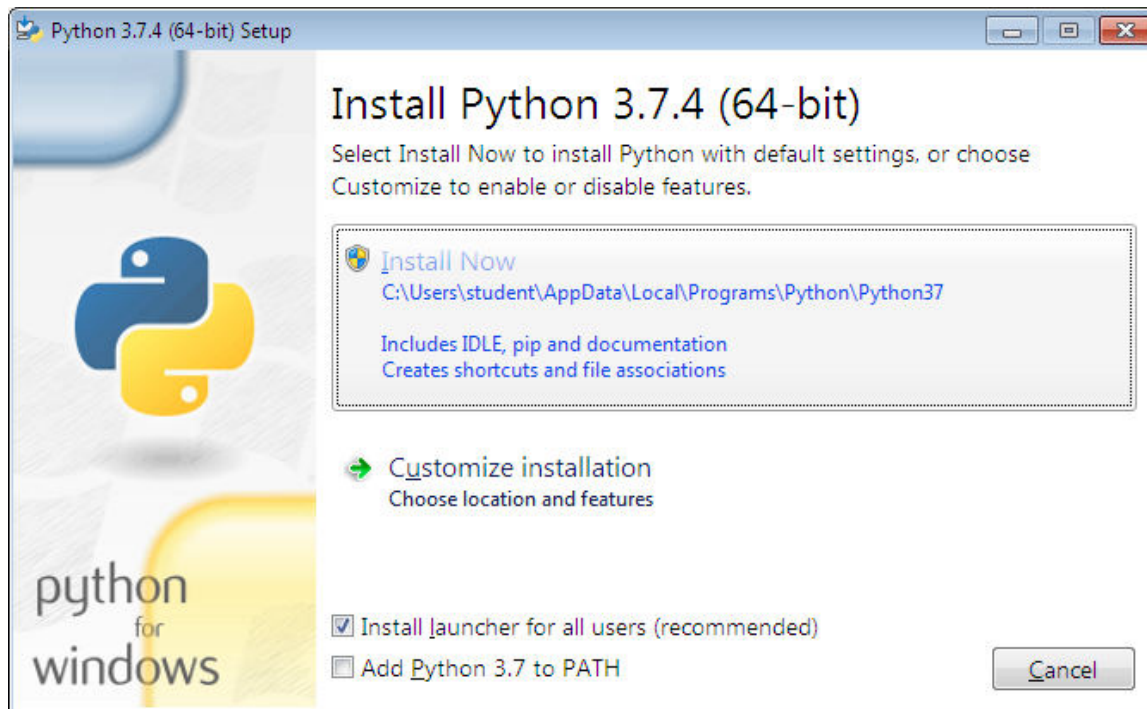 Python 3.7.4 (64-bit) Setup
Install Python 3.7.4 (64-bit)
Select Install Now to install Python with default settings, or choose
Customize to enable or disable features.
Install Now
C:\Users\student\AppData\Local\Programs\Python\Python37
Includes IDLE, pip and documentation
Creates shortcuts and file associations
Customize installation
Choose location and features
python
for
windows
Install launcher for all users (recommended)
Add Python 3.7 to PATH
Cancel